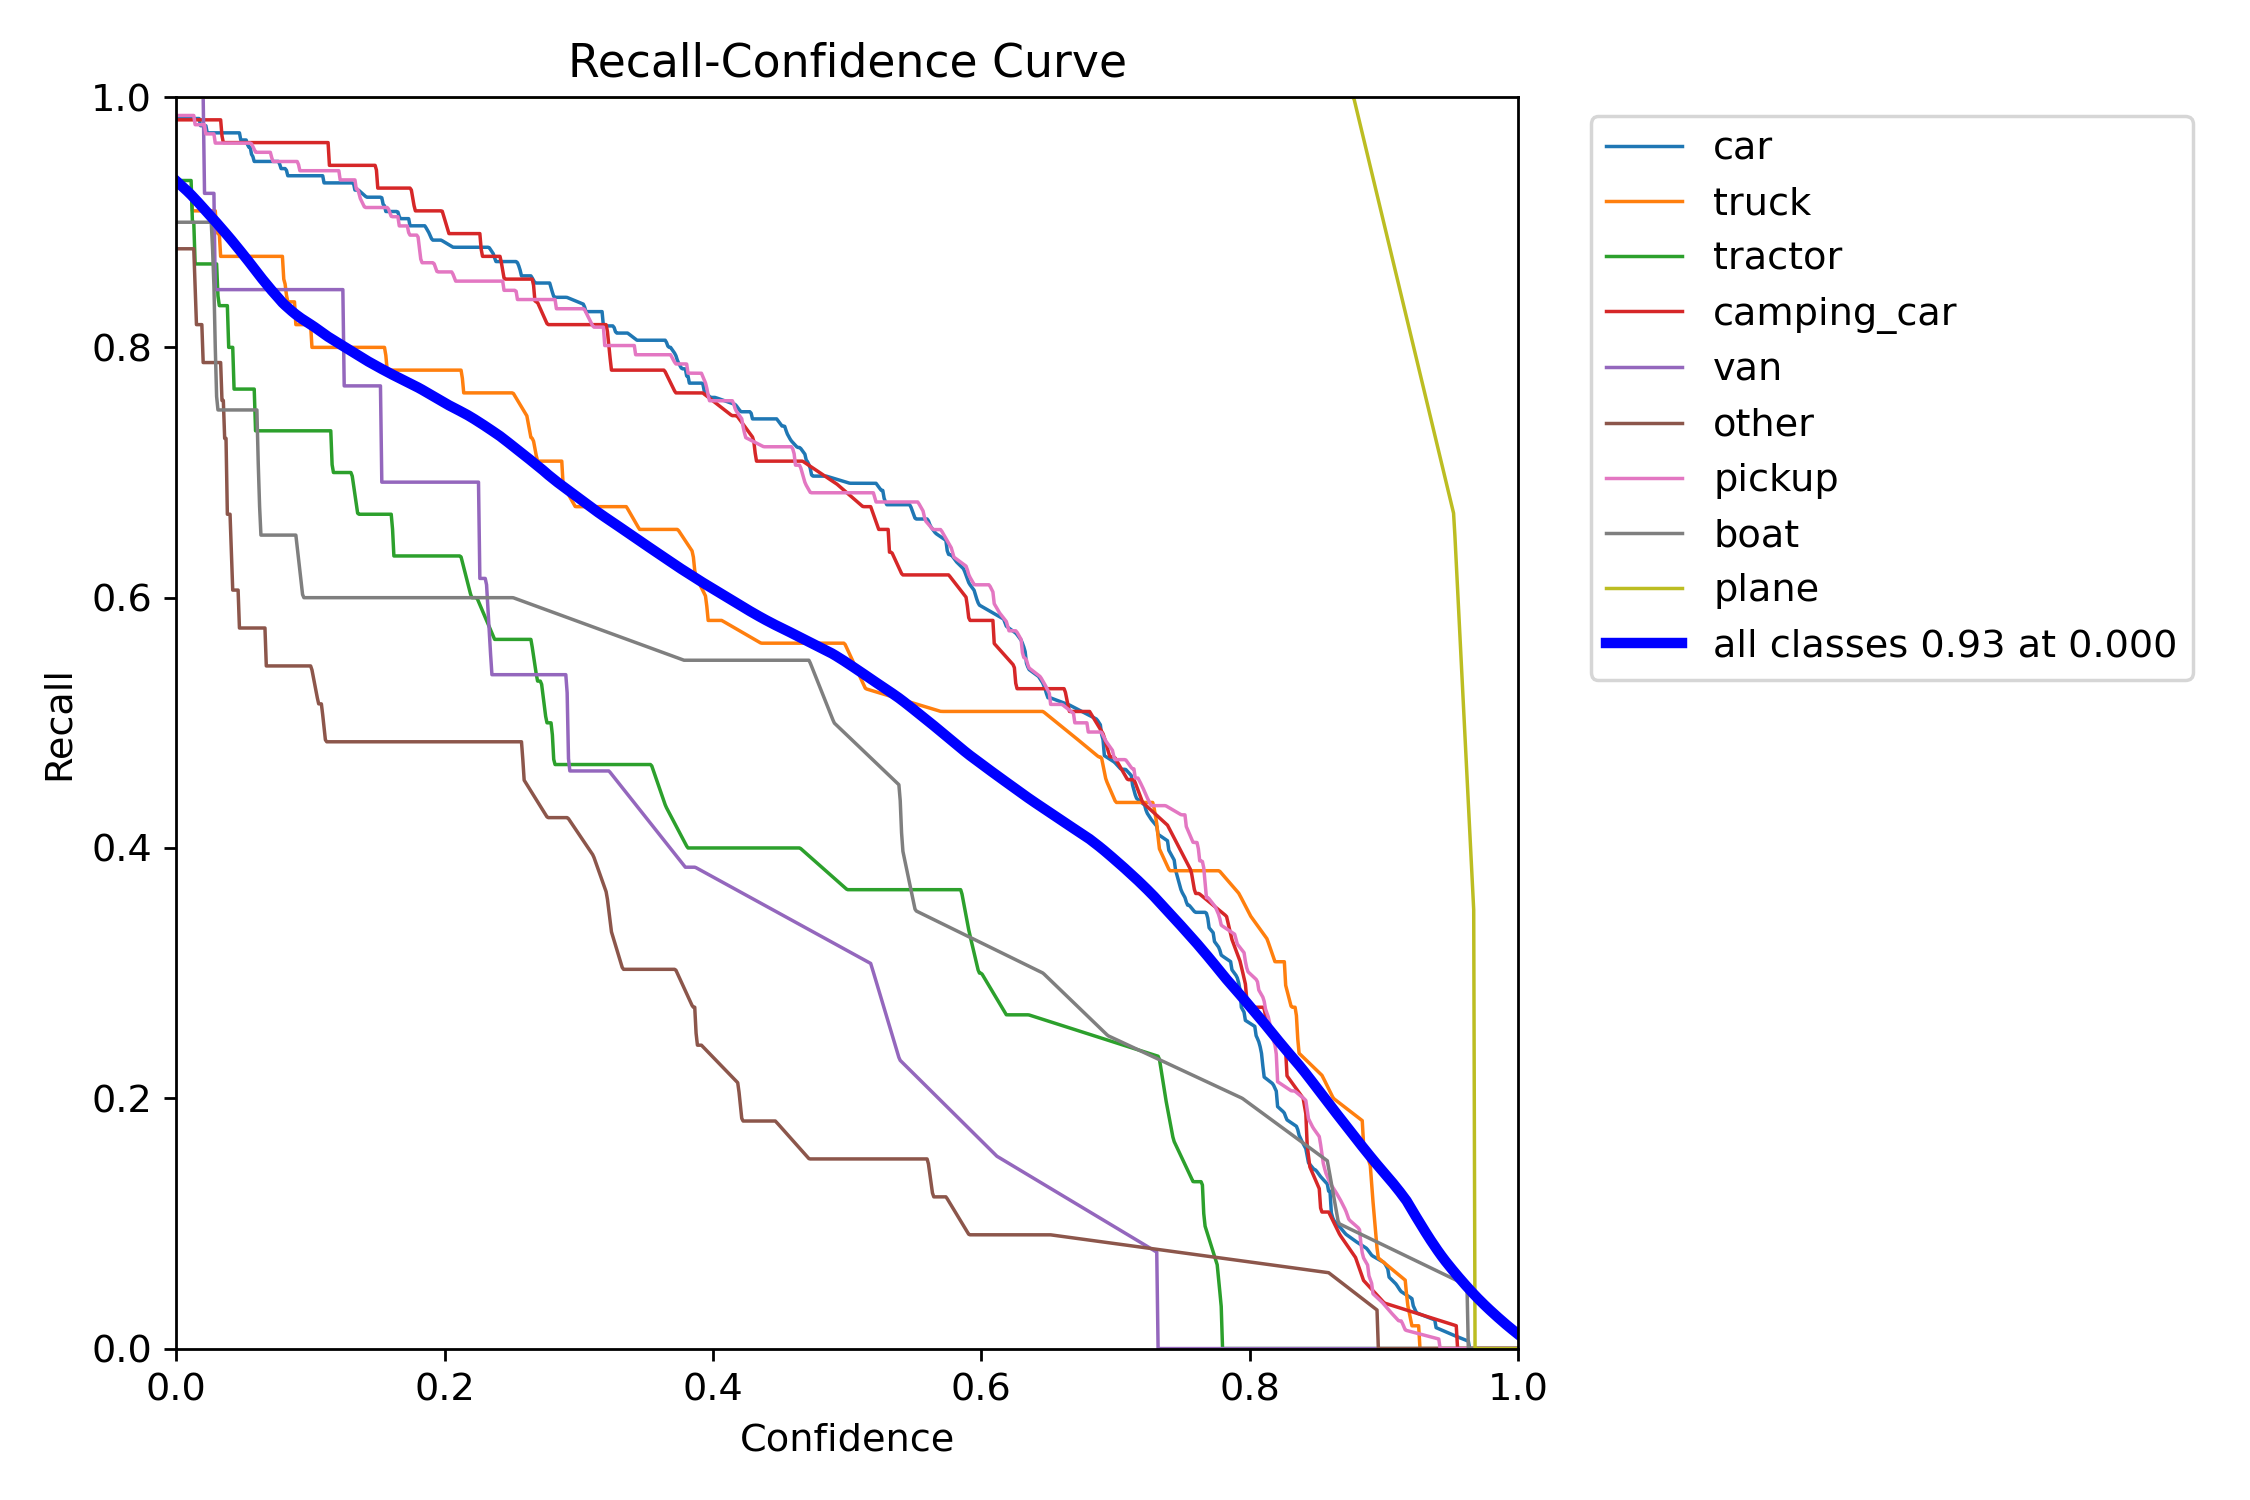 Recall-Confidence Curve
1.0
0.8
0.6
0.4
0.2
0.0
Recall
0.0 0.2 0.4 0.6 0.8 1.0
Confidence
car
truck
tractor
camping_car
van
other
pickup
boat
plane
all classes 0.93 at 0.000